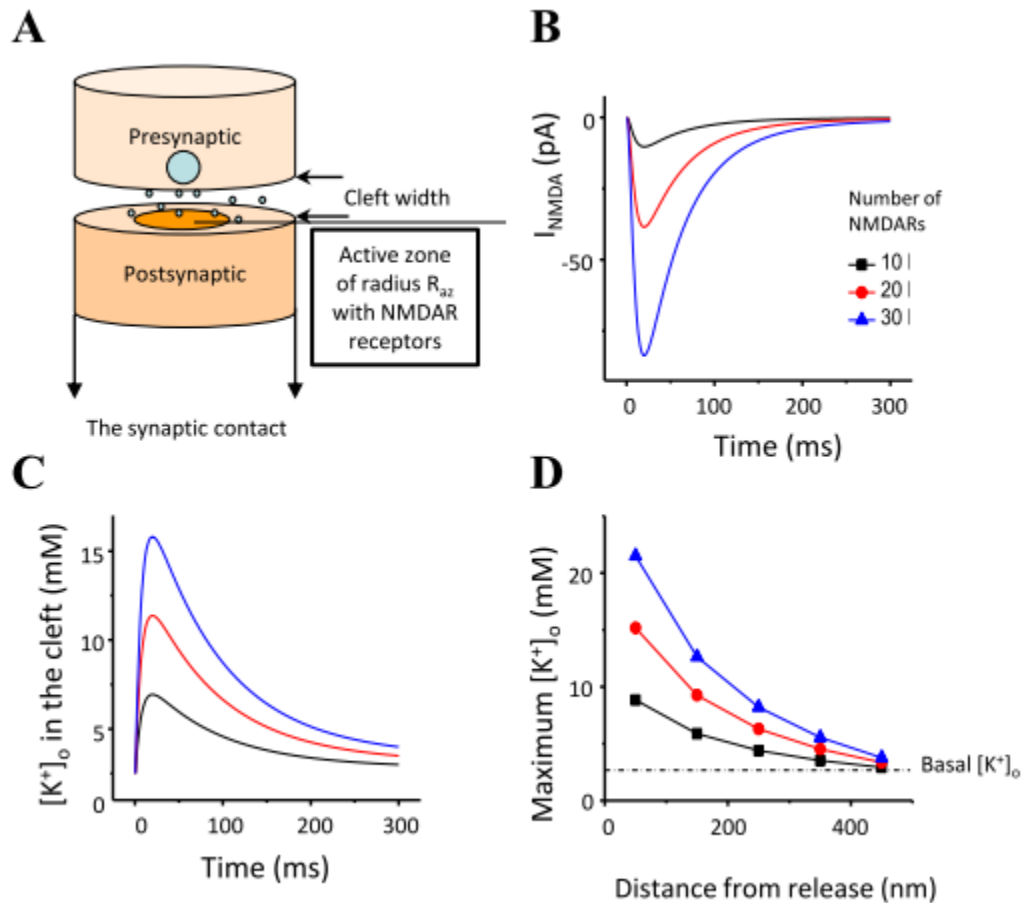 A
Presynaptic
Cleft width
Postsynaptic
Active zone
of radius R_az
with NMDAR
receptors
The synaptic contact
B
I_NMDA (pA)
0
-50
0
100
200
300
Time (ms)
Number of
NMDARs
10 |
20 |
30 |
C
[K⁺]ₒ in the cleft (mM)
15
10
5
0
0
100
200
300
Time (ms)
D
Maximum [K⁺]ₒ (mM)
20
10
0
0
200
400
Basal [K⁺]ₒ
Distance from release (nm)